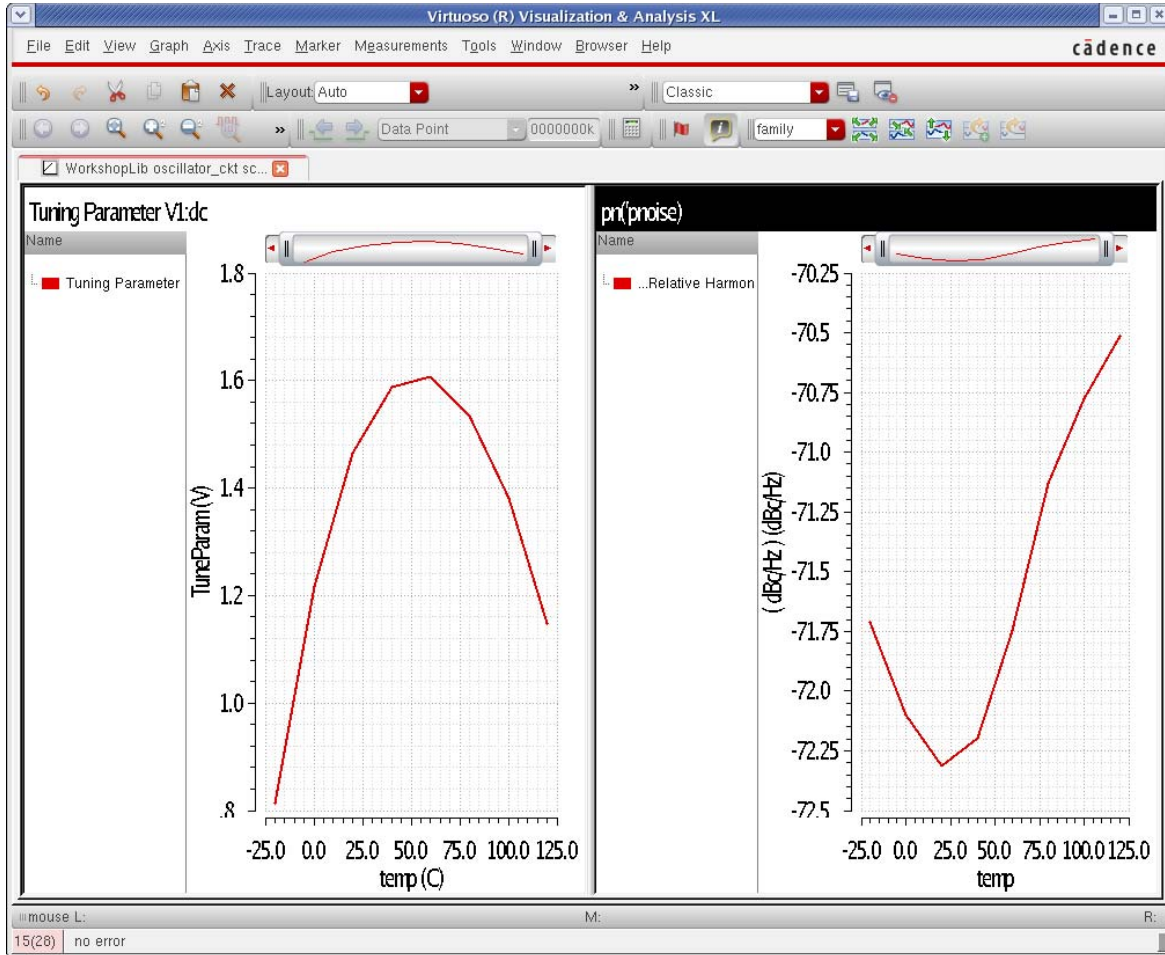 Virtuoso (R) Visualization & Analysis XL
File Edit View Graph Axis Trace Marker Measurements Tools Window Browser Help
cādence
Layout: Auto » Classic
» Data Point 0000000k family
WorkshopLib oscillator_ckt sc...
Tuning Parameter V1:dc
Name
Tuning Parameter
1.8
1.6
1.4
1.2
1.0
.8
TuneParam (V)
-25.0 0.0 25.0 50.0 75.0 100.0 125.0
temp (C)
pn('pnoise)
Name
...Relative Harmon
-70.25
-70.5
-70.75
-71.0
-71.25
-71.5
-71.75
-72.0
-72.25
-72.5
( dBc/Hz ) (dBc/Hz)
-25.0 0.0 25.0 50.0 75.0 100.0 125.0
temp
mouse L: M: R:
15(28) no error